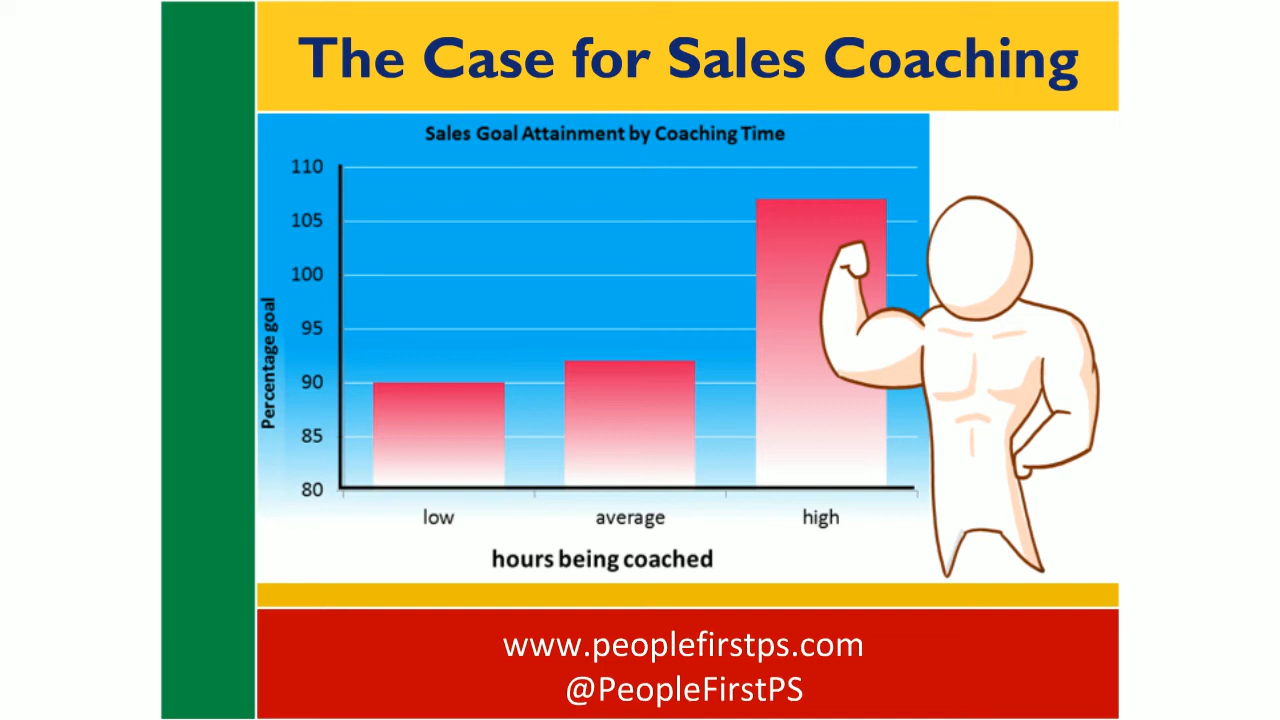 The Case for Sales Coaching
Sales Goal Attainment by Coaching Time
110
105
100
95
90
85
80
Percentage goal
low average high
hours being coached
www.peoplefirstps.com
@PeopleFirstPS